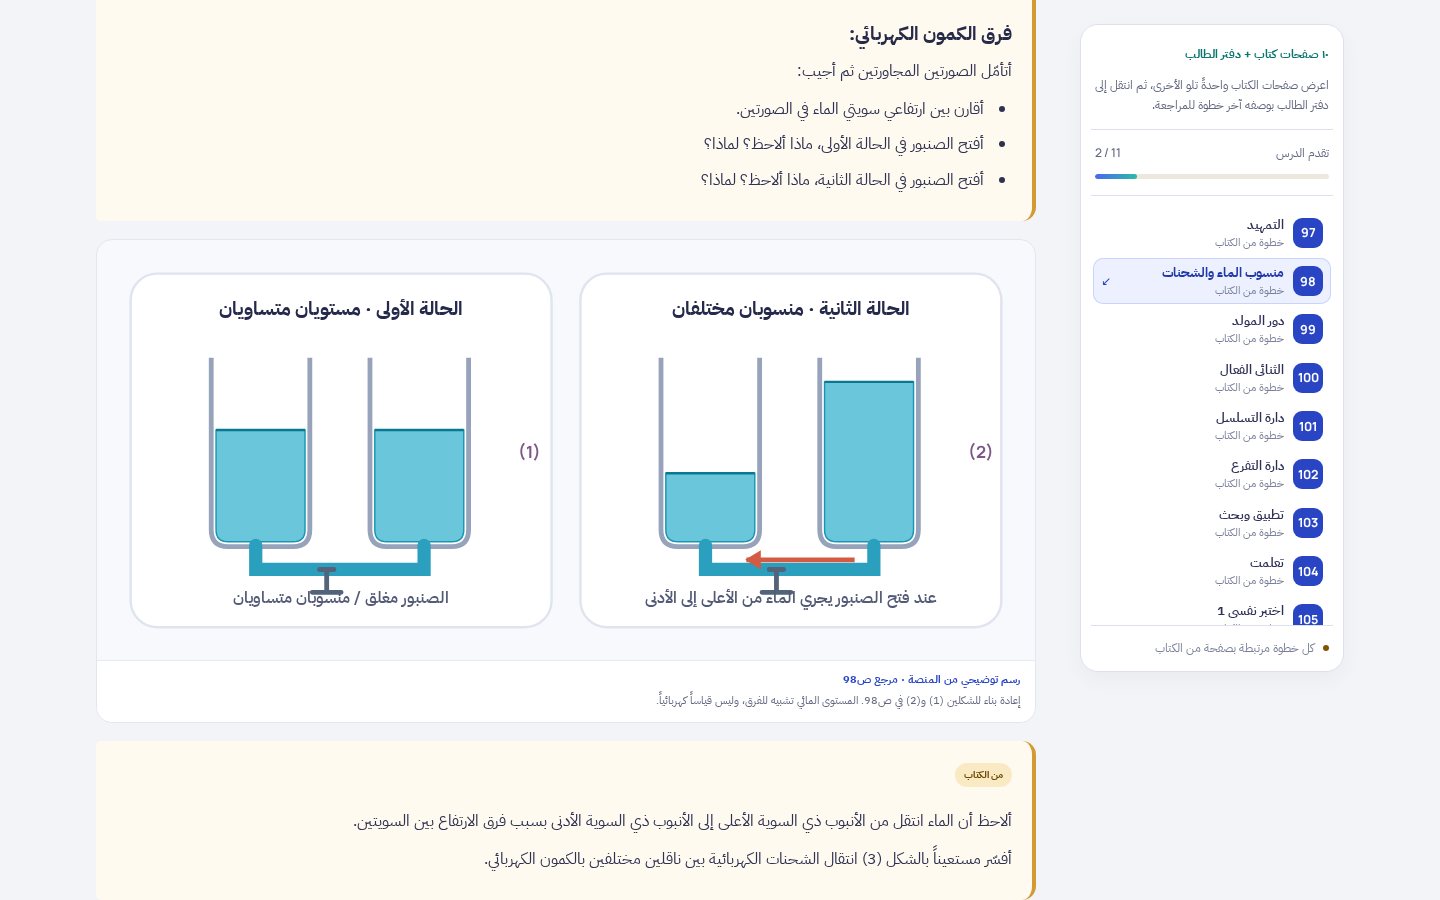 فرق الكمون الكهربائي:
أتأمّل الصورتين المجاورتين ثم أجيب:
• أقارن بين ارتفاعي سويتي الماء في الصورتين.
• أفتح الصنبور في الحالة الأولى، ماذا ألاحظ؟ لماذا؟
• أفتح الصنبور في الحالة الثانية، ماذا ألاحظ؟ لماذا؟
الحالة الثانية · منسوبان مختلفان
(2)
عند فتح الصنبور يجري الماء من الأعلى إلى الأدنى
الحالة الأولى · مستويان متساويان
(1)
الصنبور مغلق / منسوبان متساويان
رسم توضيحي من المنصة · مرجع ص98
إعادة بناء للشكلين (1) و(2) في ص98. المستوى المائي تشبيه للفرق، وليس قياساً كهربائياً.
من الكتاب
ألاحظ أن الماء انتقل من الأنبوب ذي السوية الأعلى إلى الأنبوب ذي السوية الأدنى بسبب فرق الارتفاع بين السويتين.
أفسّر مستعيناً بالشكل (3) انتقال الشحنات الكهربائية بين ناقلين مختلفين بالكمون الكهربائي.
١٠ صفحات كتاب + دفتر الطالب
اعرض صفحات الكتاب واحدةً تلو الأخرى، ثم انتقل إلى
دفتر الطالب بوصفه آخر خطوة للمراجعة.
تقدم الدرس
2 / 11
97
التمهيد
خطوة من الكتاب
98
منسوب الماء والشحنات
خطوة من الكتاب
99
دور المولد
خطوة من الكتاب
100
الثنائي الفعال
خطوة من الكتاب
101
دارة التسلسل
خطوة من الكتاب
102
دارة التفرع
خطوة من الكتاب
103
تطبيق وبحث
خطوة من الكتاب
104
تعلمت
خطوة من الكتاب
105
اختبر نفسي 1
كل خطوة مرتبطة بصفحة من الكتاب